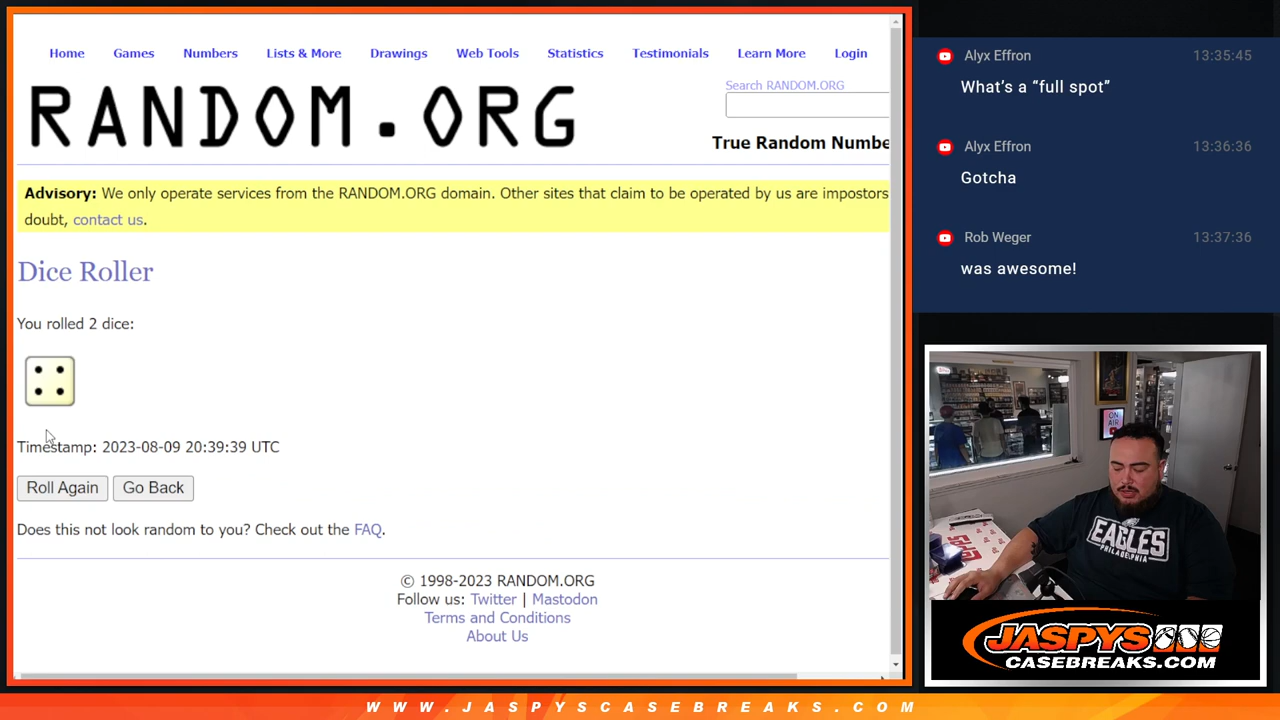 Home Games Numbers Lists & More Drawings Web Tools Statistics Testimonials Learn More Login
RANDOM.ORG
Search RANDOM.ORG
True Random Numbe
Advisory: We only operate services from the RANDOM.ORG domain. Other sites that claim to be operated by us are impostors
doubt, contact us.
Dice Roller
You rolled 2 dice:
Timestamp: 2023-08-09 20:39:39 UTC
Roll Again Go Back
Does this not look random to you? Check out the FAQ.
© 1998-2023 RANDOM.ORG
Follow us: Twitter | Mastodon
Terms and Conditions
About Us
Alyx Effron 13:35:45
What’s a “full spot”
Alyx Effron 13:36:36
Gotcha
Rob Weger 13:37:36
was awesome!
ON
AIR
EAGLES
PHILADELPHIA
JASPYS
CASEBREAKS.COM
WWW.JASPYSCASEBREAKS.COM